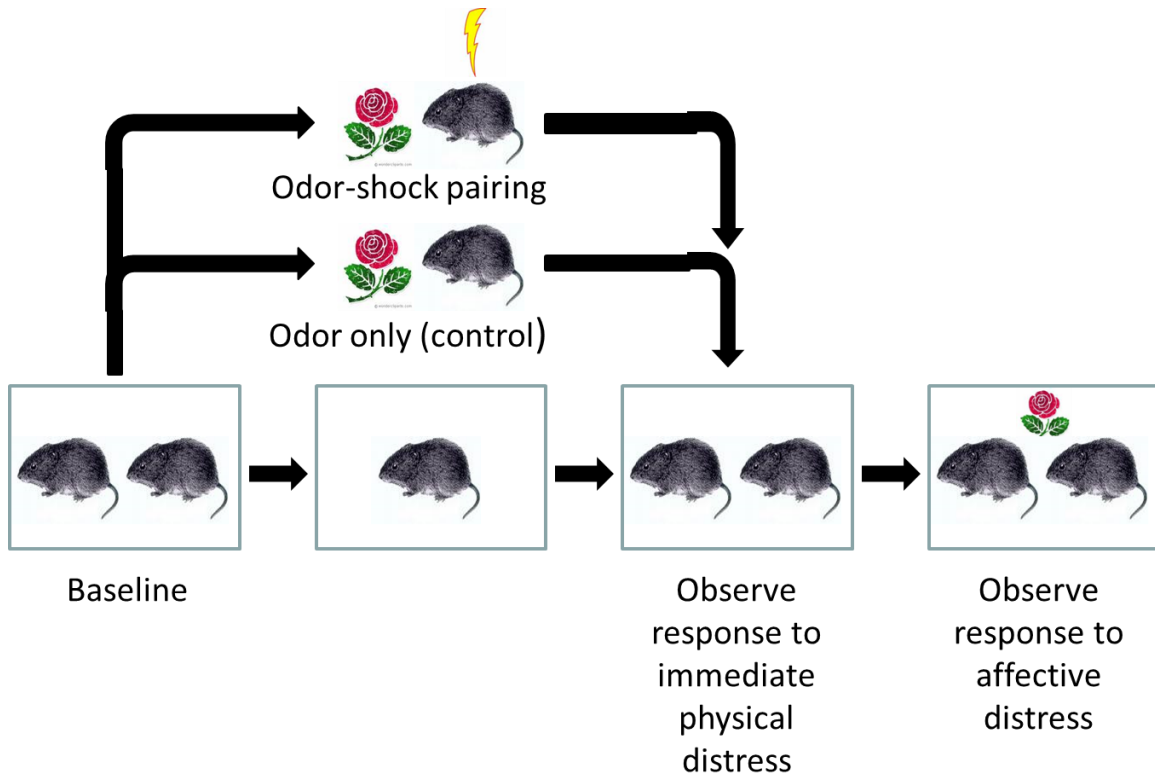 Odor-shock pairing
Odor only (control)
Baseline
Observe
response to
immediate
physical
distress
Observe
response to
affective
distress